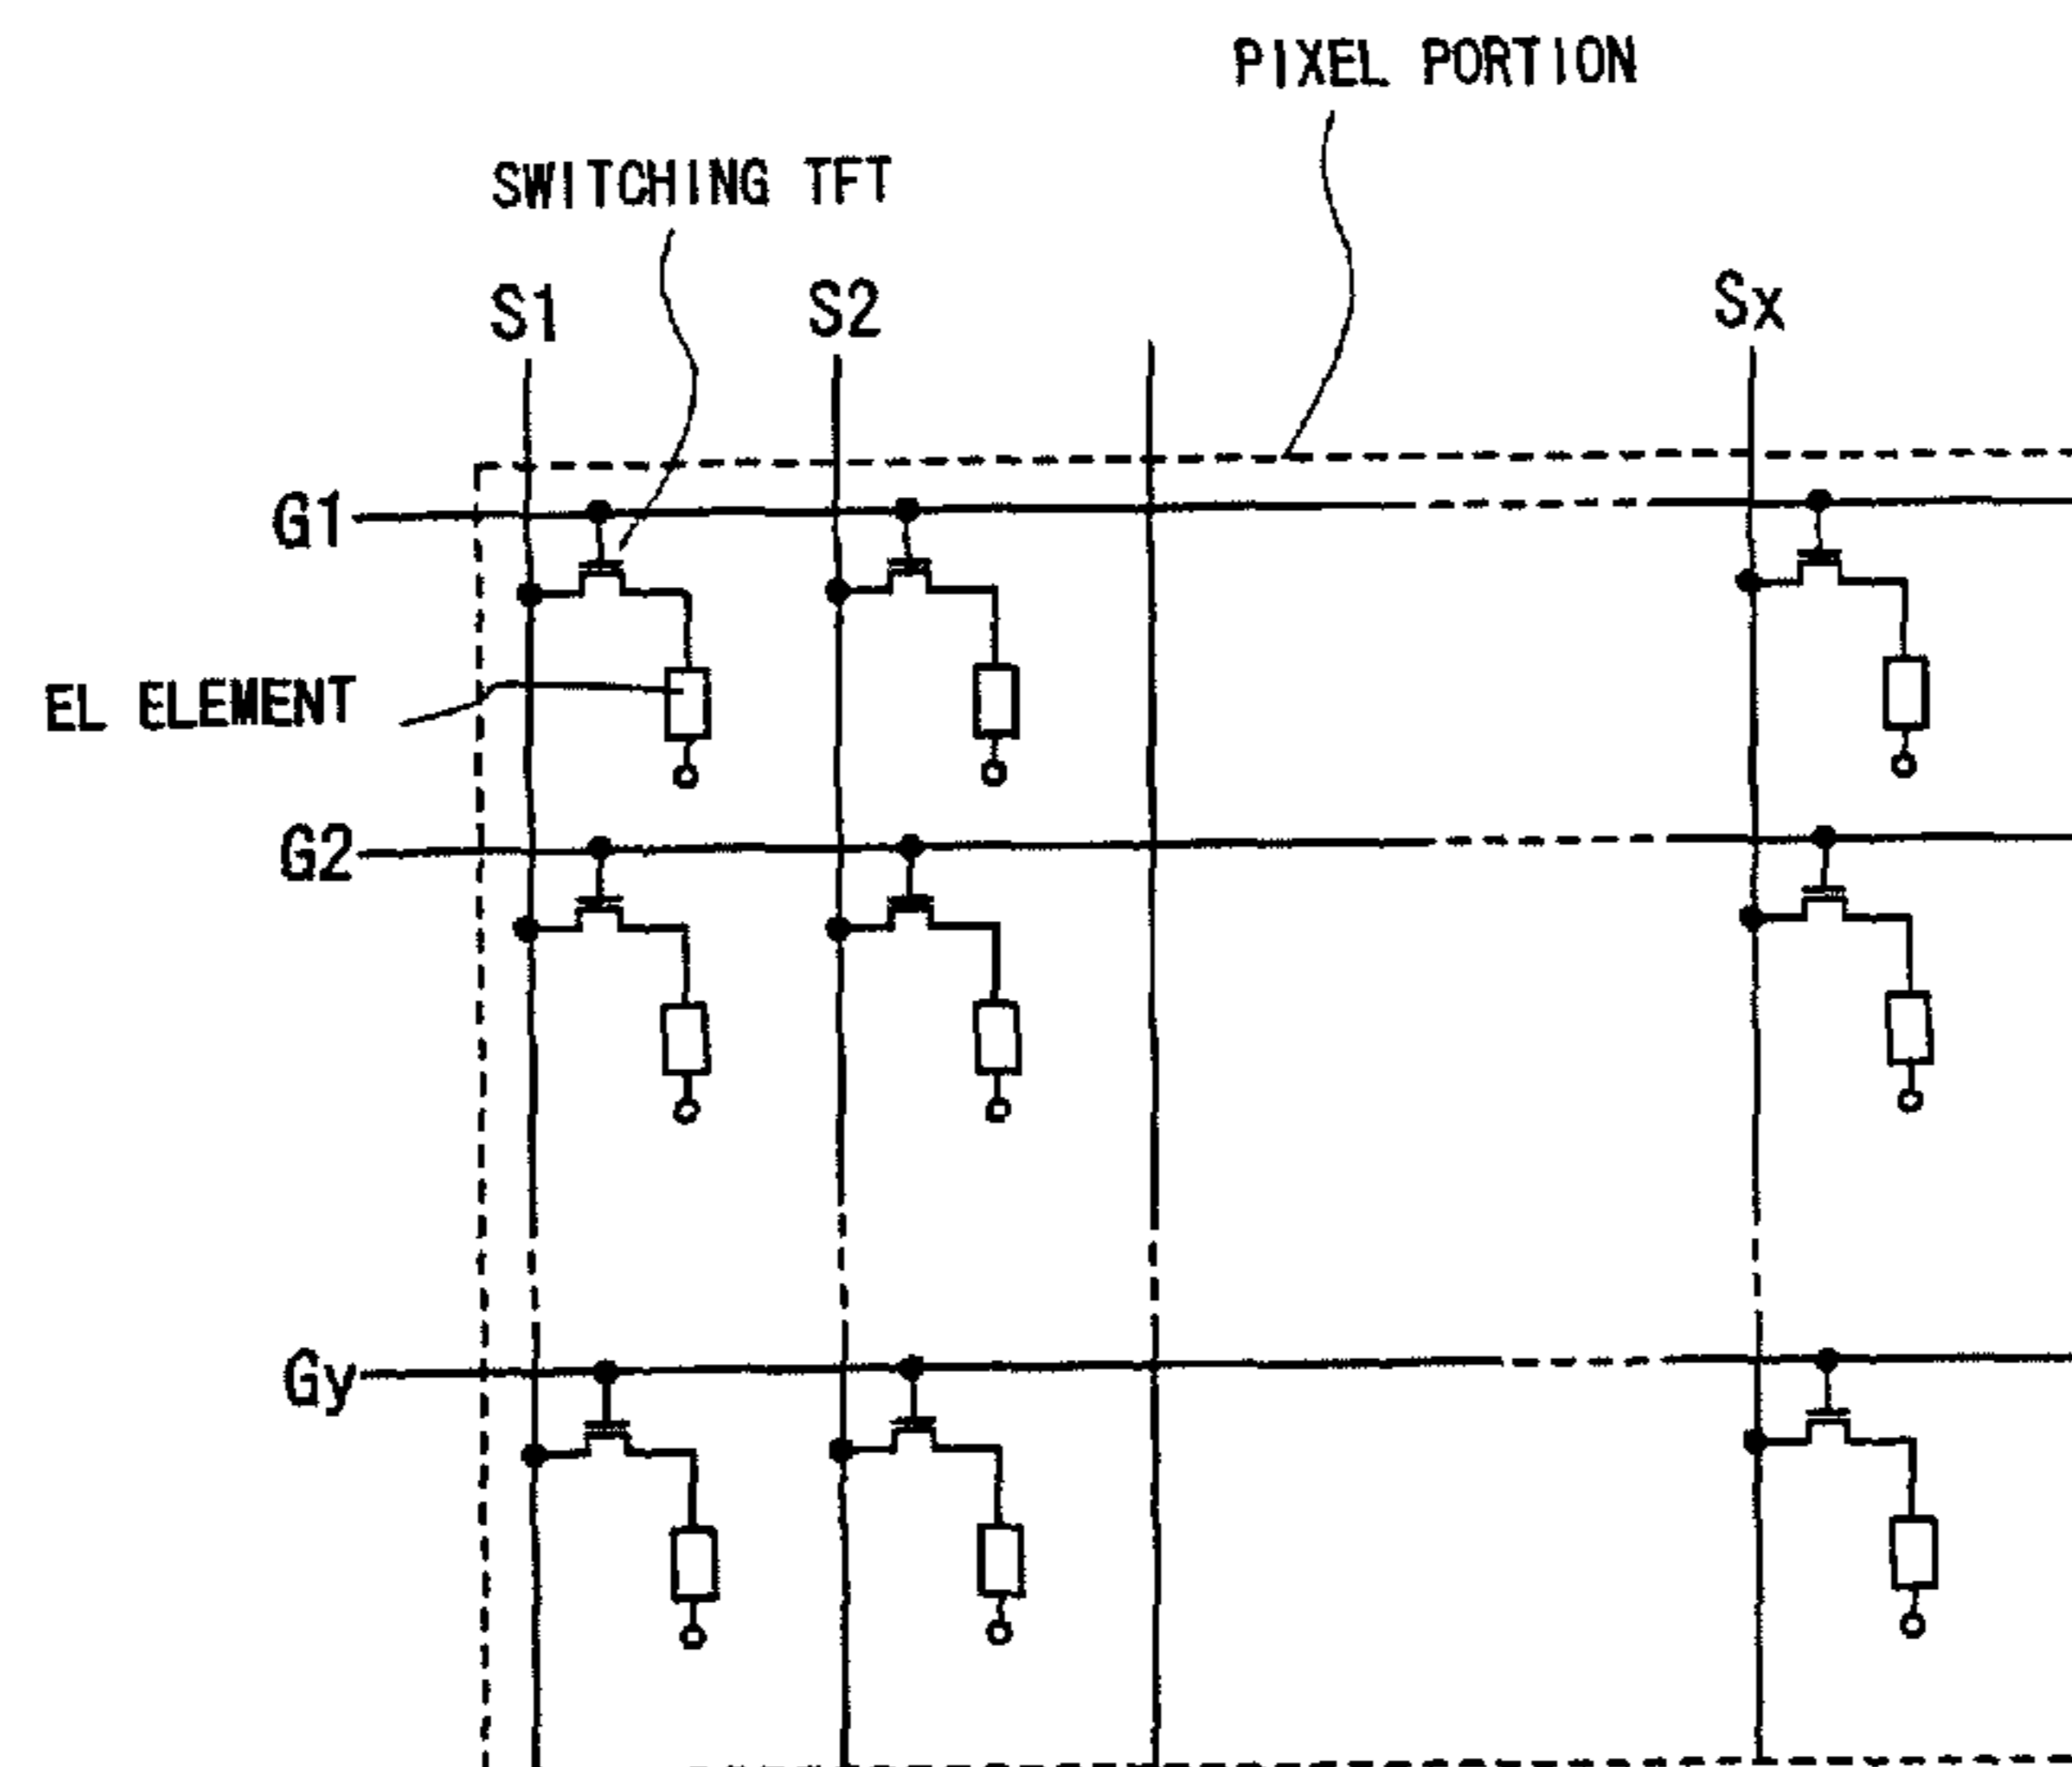 PIXEL PORTION
SWITCHING TFT
S1
S2
Sx
G1
EL ELEMENT
G2
Gy